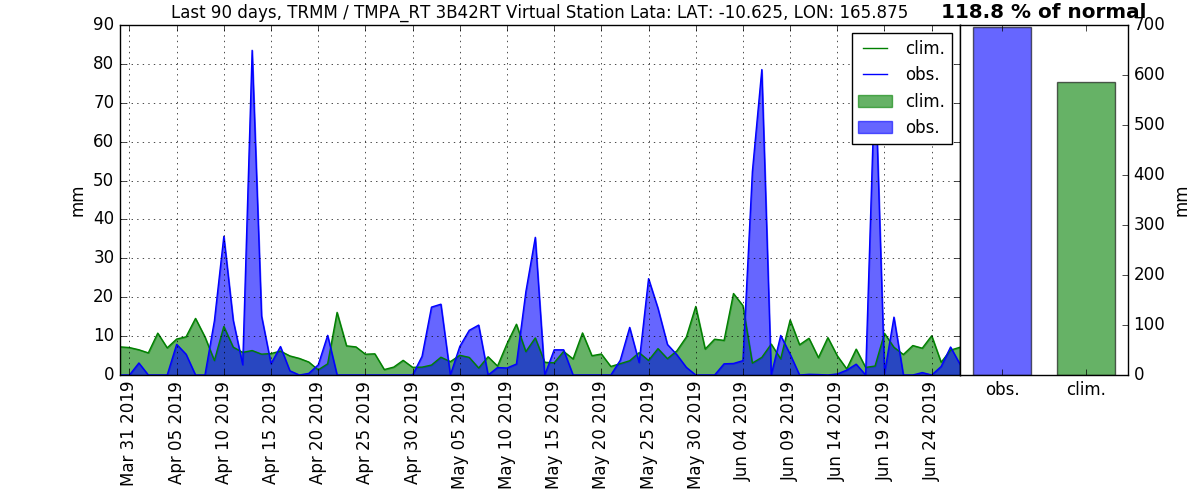 Last 90 days, TRMM / TMPA_RT 3B42RT Virtual Station Lata: LAT: -10.625, LON: 165.875
118.8 % of normal
90
80
70
60
50
40
30
20
10
0
mm
clim.
obs.
clim.
obs.
Mar 31 2019
Apr 05 2019
Apr 10 2019
Apr 15 2019
Apr 20 2019
Apr 25 2019
Apr 30 2019
May 05 2019
May 10 2019
May 15 2019
May 20 2019
May 25 2019
May 30 2019
Jun 04 2019
Jun 09 2019
Jun 14 2019
Jun 19 2019
Jun 24 2019
700
600
500
400
300
200
100
0
mm
obs.
clim.